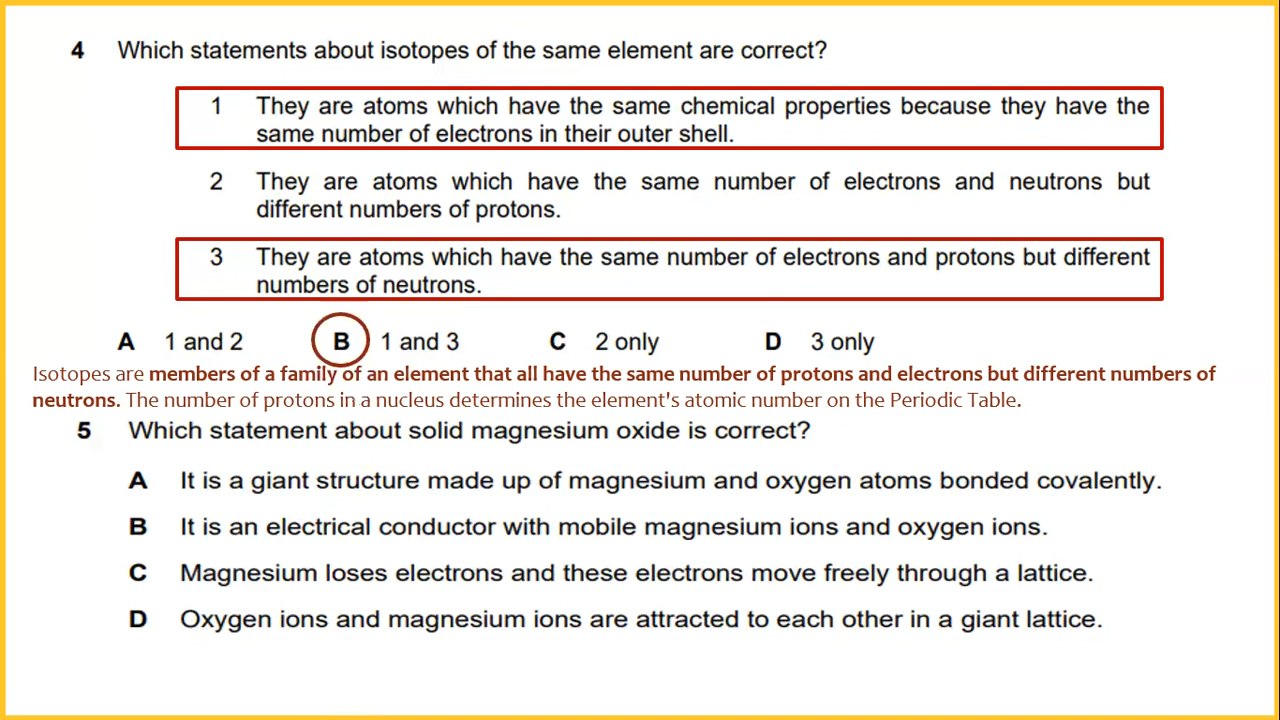 4 Which statements about isotopes of the same element are correct?
1 They are atoms which have the same chemical properties because they have the
same number of electrons in their outer shell.
2 They are atoms which have the same number of electrons and neutrons but
different numbers of protons.
3 They are atoms which have the same number of electrons and protons but different
numbers of neutrons.
A 1 and 2 B 1 and 3 C 2 only D 3 only
Isotopes are members of a family of an element that all have the same number of protons and electrons but different numbers of
neutrons. The number of protons in a nucleus determines the element's atomic number on the Periodic Table.
5 Which statement about solid magnesium oxide is correct?
A It is a giant structure made up of magnesium and oxygen atoms bonded covalently.
B It is an electrical conductor with mobile magnesium ions and oxygen ions.
C Magnesium loses electrons and these electrons move freely through a lattice.
D Oxygen ions and magnesium ions are attracted to each other in a giant lattice.